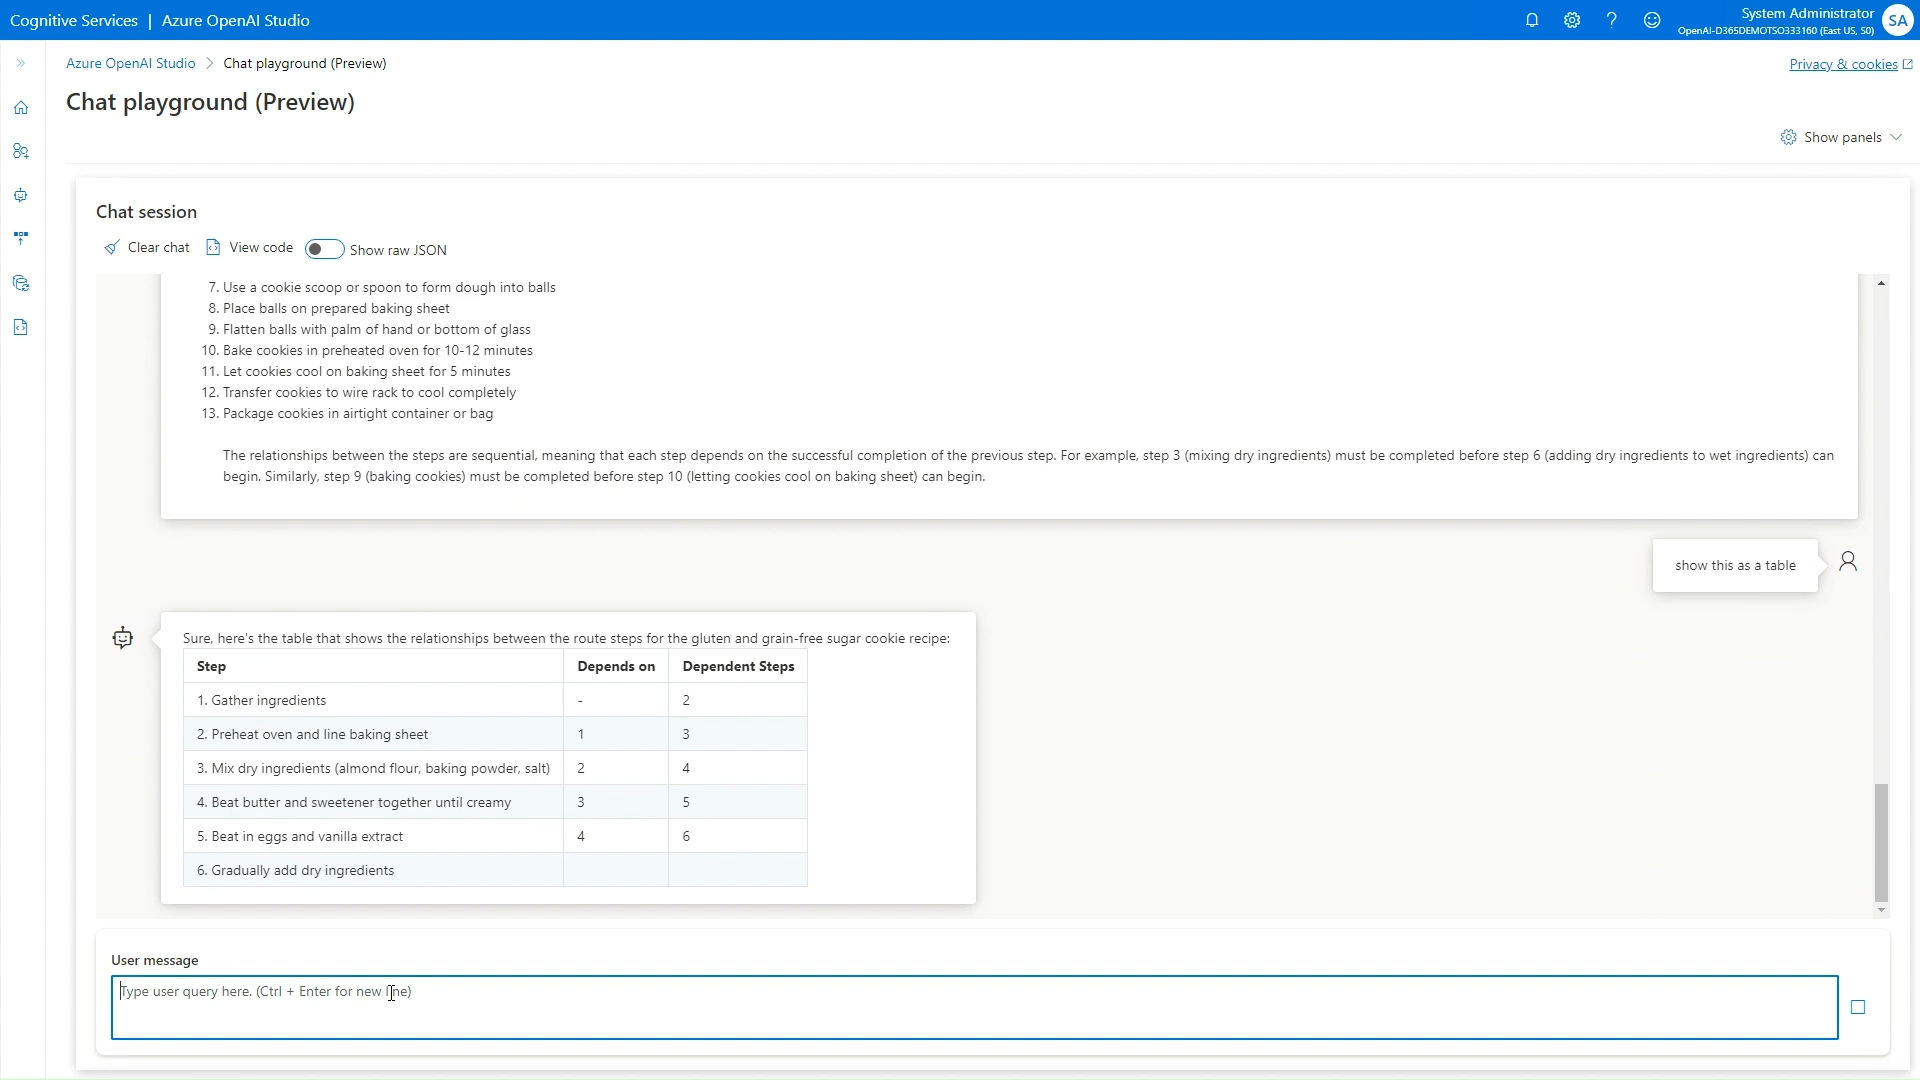 Cognitive Services | Azure OpenAI Studio
System Administrator
OpenAI-D365DEMOTSO333160 (East US, S0)
SA
Azure OpenAI Studio > Chat playground (Preview)
Privacy & cookies
Chat playground (Preview)
Show panels
Chat session
Clear chat View code Show raw JSON
7. Use a cookie scoop or spoon to form dough into balls
8. Place balls on prepared baking sheet
9. Flatten balls with palm of hand or bottom of glass
10. Bake cookies in preheated oven for 10-12 minutes
11. Let cookies cool on baking sheet for 5 minutes
12. Transfer cookies to wire rack to cool completely
13. Package cookies in airtight container or bag
The relationships between the steps are sequential, meaning that each step depends on the successful completion of the previous step. For example, step 3 (mixing dry ingredients) must be completed before step 6 (adding dry ingredients to wet ingredients) can
begin. Similarly, step 9 (baking cookies) must be completed before step 10 (letting cookies cool on baking sheet) can begin.
show this as a table
Sure, here's the table that shows the relationships between the route steps for the gluten and grain-free sugar cookie recipe:
Step Depends on Dependent Steps
1. Gather ingredients - 2
2. Preheat oven and line baking sheet 1 3
3. Mix dry ingredients (almond flour, baking powder, salt) 2 4
4. Beat butter and sweetener together until creamy 3 5
5. Beat in eggs and vanilla extract 4 6
6. Gradually add dry ingredients
User message
Type user query here. (Ctrl + Enter for new line)